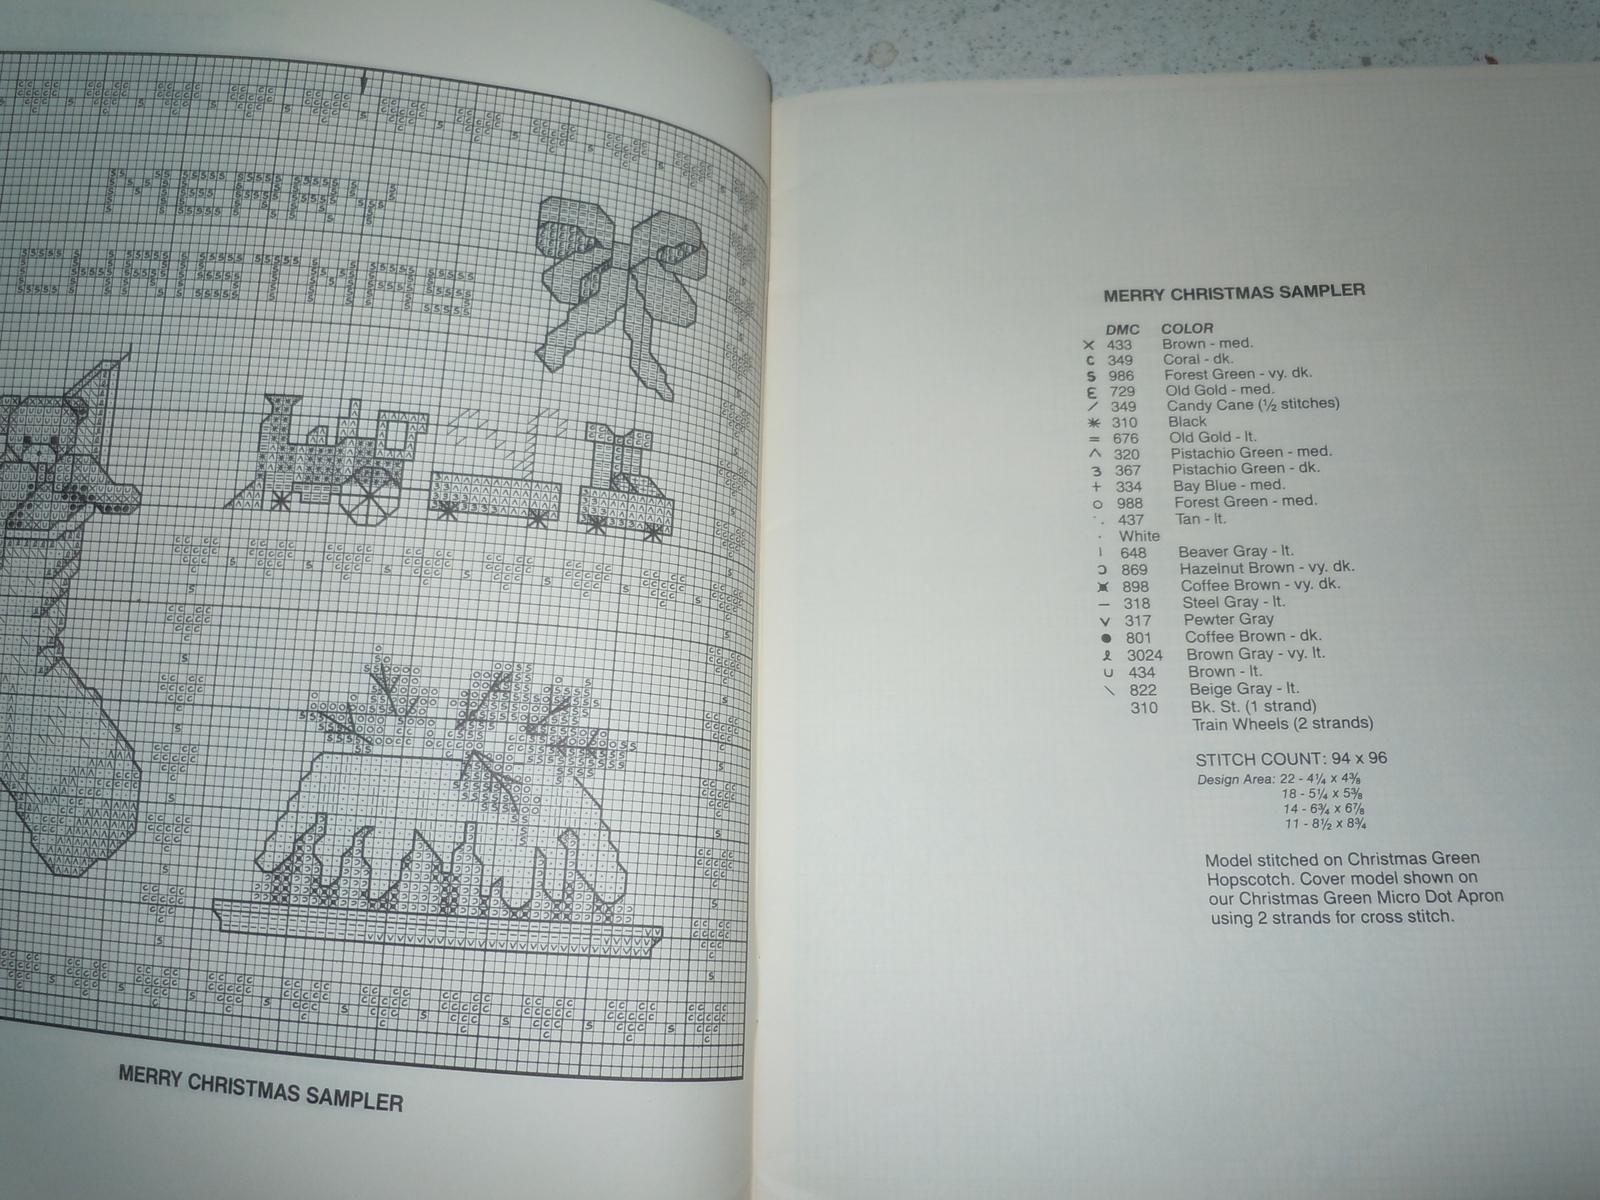 MERRY
MERRY CHRISTMAS SAMPLER
MERRY CHRISTMAS SAMPLER
DMC COLOR
X 433 Brown - med.
C 349 Coral - dk.
S 986 Forest Green - vy. dk.
Ɛ 729 Old Gold - med.
/ 349 Candy Cane (½ stitches)
✳ 310 Black
= 676 Old Gold - lt.
^ 320 Pistachio Green - med.
3 367 Pistachio Green - dk.
+ 334 Bay Blue - med.
o 988 Forest Green - med.
437 Tan - lt.
· White
| 648 Beaver Gray - lt.
ɔ 869 Hazelnut Brown - vy. dk.
898 Coffee Brown - vy. dk.
– 318 Steel Gray - lt.
v 317 Pewter Gray
● 801 Coffee Brown - dk.
3024 Brown Gray - vy. lt.
∪ 434 Brown - lt.
\ 822 Beige Gray - lt.
310 Bk. St. (1 strand)
Train Wheels (2 strands)
STITCH COUNT: 94 x 96
Design Area: 22 - 4¼ x 4⅜
18 - 5¼ x 5⅜
14 - 6¾ x 6⅞
11 - 8½ x 8¾
Model stitched on Christmas Green
Hopscotch. Cover model shown on
our Christmas Green Micro Dot Apron
using 2 strands for cross stitch.